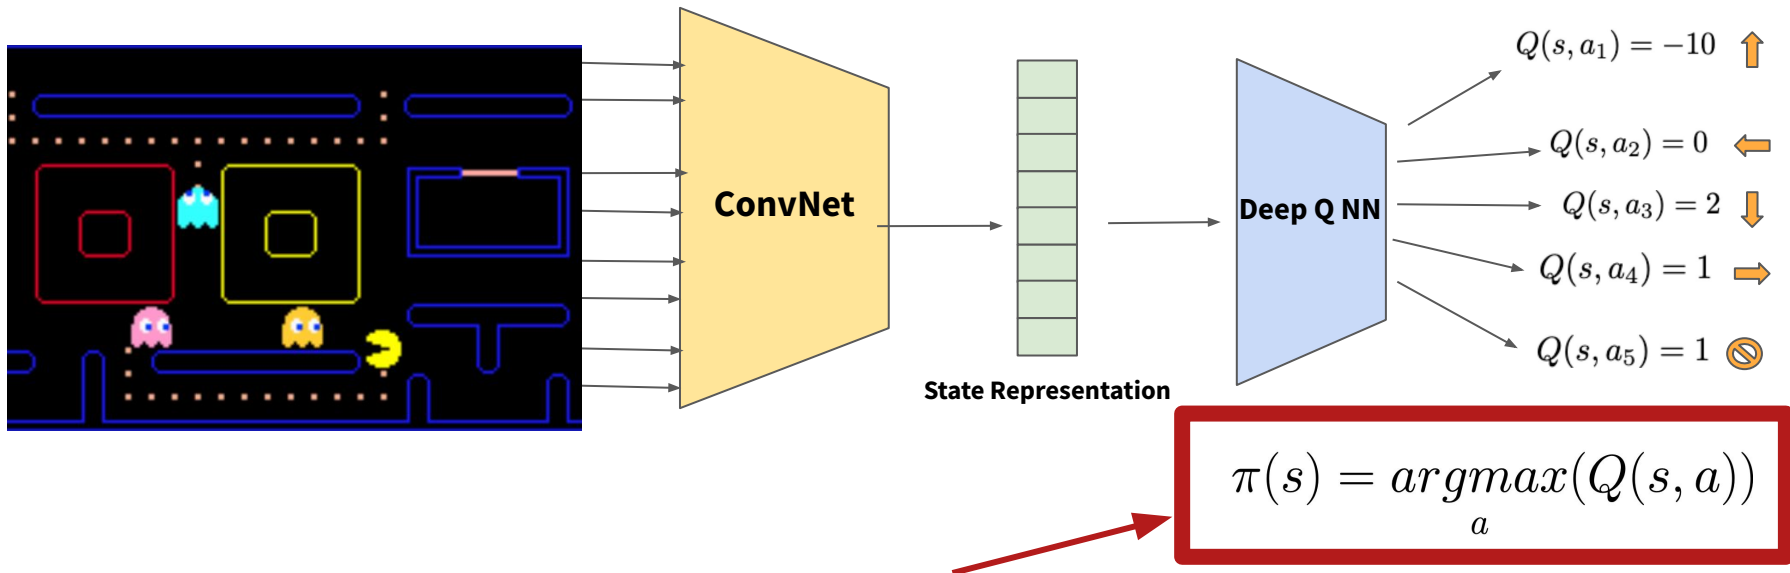 Q(s, a₁) = −10
Q(s, a₂) = 0
Q(s, a₃) = 2
Q(s, a₄) = 1
Q(s, a₅) = 1
ConvNet
Deep Q NN
State Representation
π(s) = argmax(Q(s, a))
a